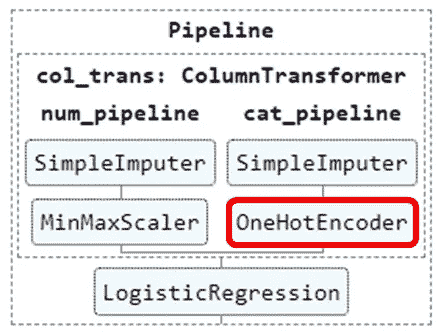 Pipeline
col_trans: ColumnTransformer
num_pipeline cat_pipeline
SimpleImputer SimpleImputer
MinMaxScaler OneHotEncoder
LogisticRegression